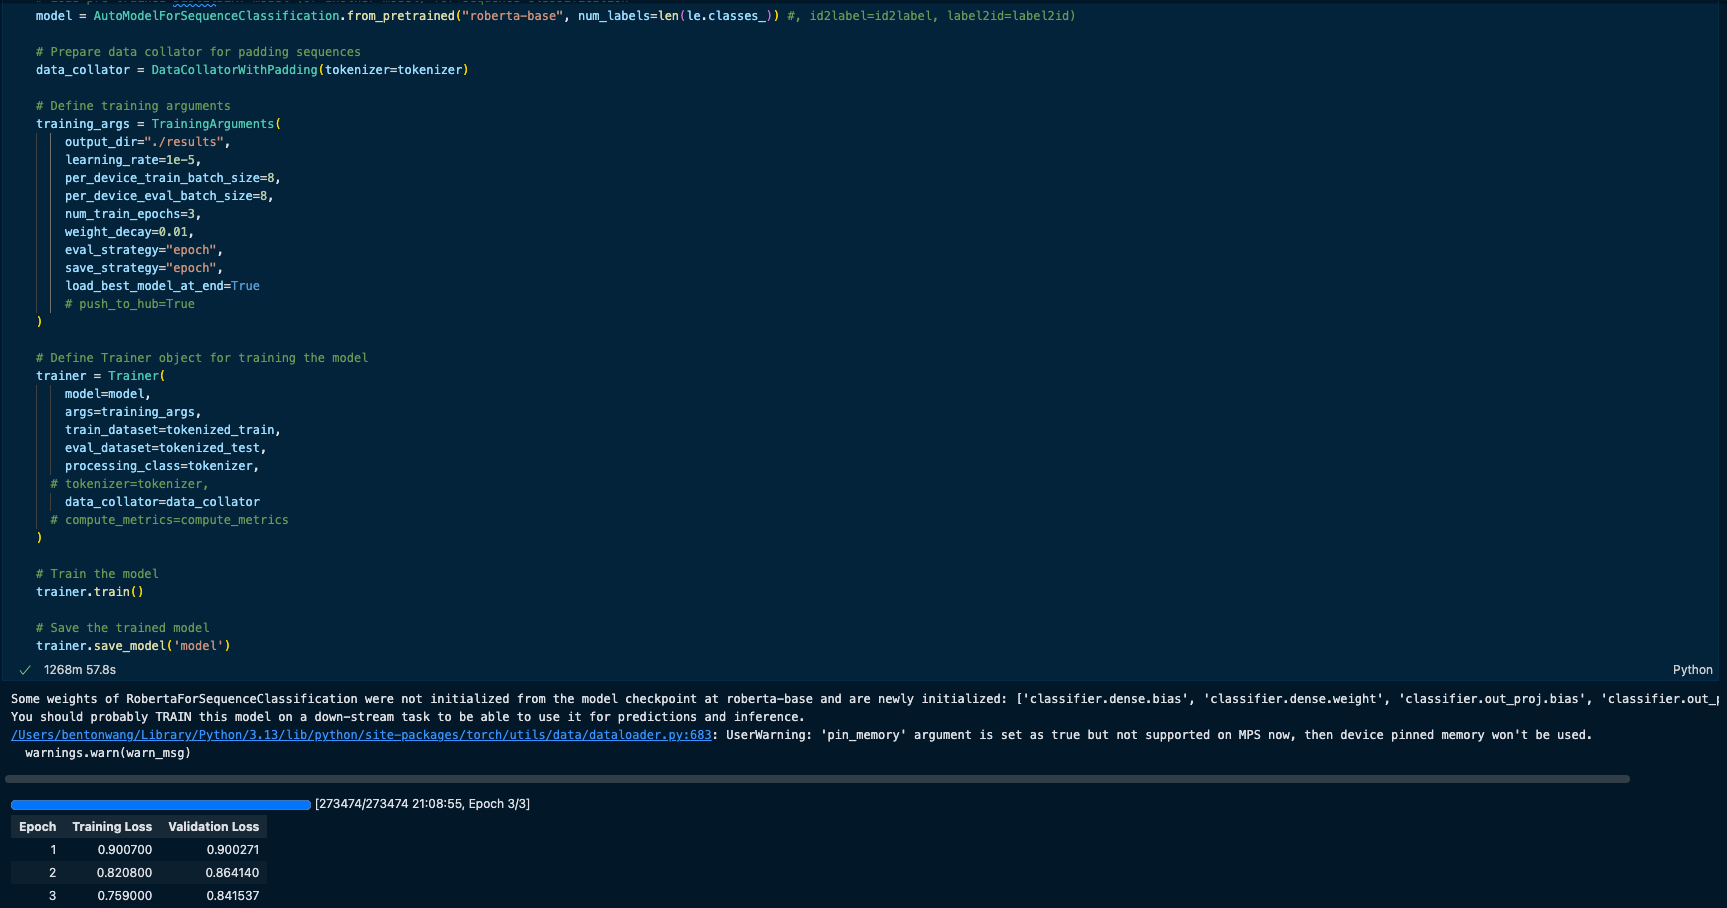 model = AutoModelForSequenceClassification.from_pretrained("roberta-base", num_labels=len(le.classes_)) #, id2label=id2label, label2id=label2id)
# Prepare data collator for padding sequences
data_collator = DataCollatorWithPadding(tokenizer=tokenizer)
# Define training arguments
training_args = TrainingArguments(
output_dir="./results",
learning_rate=1e-5,
per_device_train_batch_size=8,
per_device_eval_batch_size=8,
num_train_epochs=3,
weight_decay=0.01,
eval_strategy="epoch",
save_strategy="epoch",
load_best_model_at_end=True
# push_to_hub=True
)
# Define Trainer object for training the model
trainer = Trainer(
model=model,
args=training_args,
train_dataset=tokenized_train,
eval_dataset=tokenized_test,
processing_class=tokenizer,
# tokenizer=tokenizer,
data_collator=data_collator
# compute_metrics=compute_metrics
)
# Train the model
trainer.train()
# Save the trained model
trainer.save_model('model')
1268m 57.8s
Python
Some weights of RobertaForSequenceClassification were not initialized from the model checkpoint at roberta-base and are newly initialized: ['classifier.dense.bias', 'classifier.dense.weight', 'classifier.out_proj.bias', 'classifier.out_p
You should probably TRAIN this model on a down-stream task to be able to use it for predictions and inference.
/Users/bentonwang/Library/Python/3.13/lib/python/site-packages/torch/utils/data/dataloader.py:683: UserWarning: 'pin_memory' argument is set as true but not supported on MPS now, then device pinned memory won't be used.
warnings.warn(warn_msg)
[273474/273474 21:08:55, Epoch 3/3]
Epoch Training Loss Validation Loss
1 0.900700 0.900271
2 0.820800 0.864140
3 0.759000 0.841537